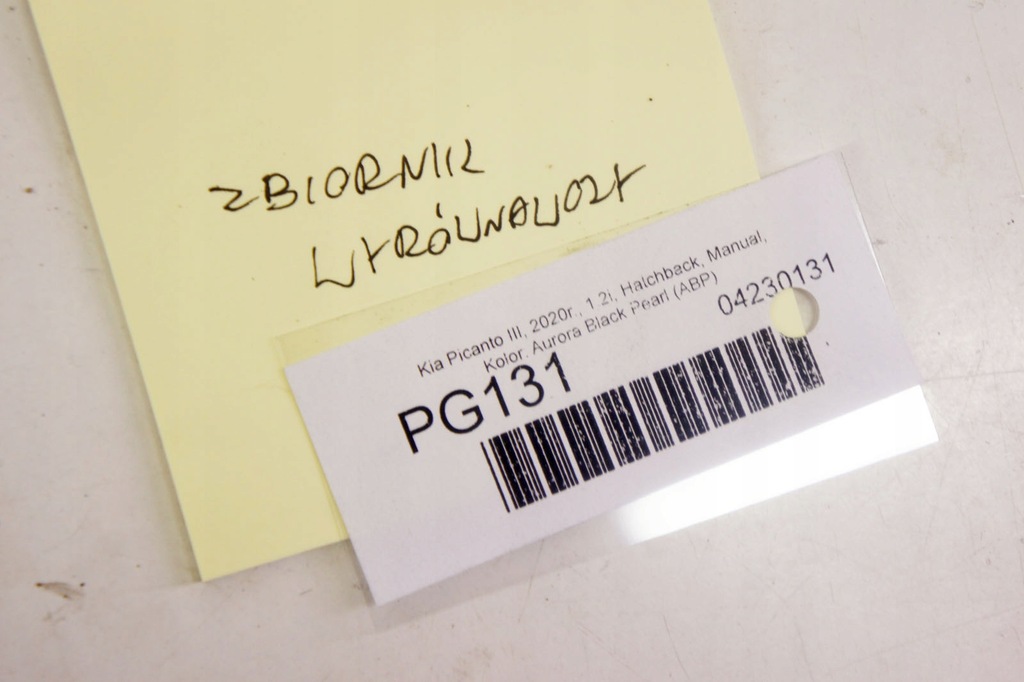 ZBIORNIK
WYRÓWNAWCZY
Kia Picanto III, 2020r., 1.2i, Hatchback, Manual,
Kolor: Aurora Black Pearl (ABP)
04230131
PG131